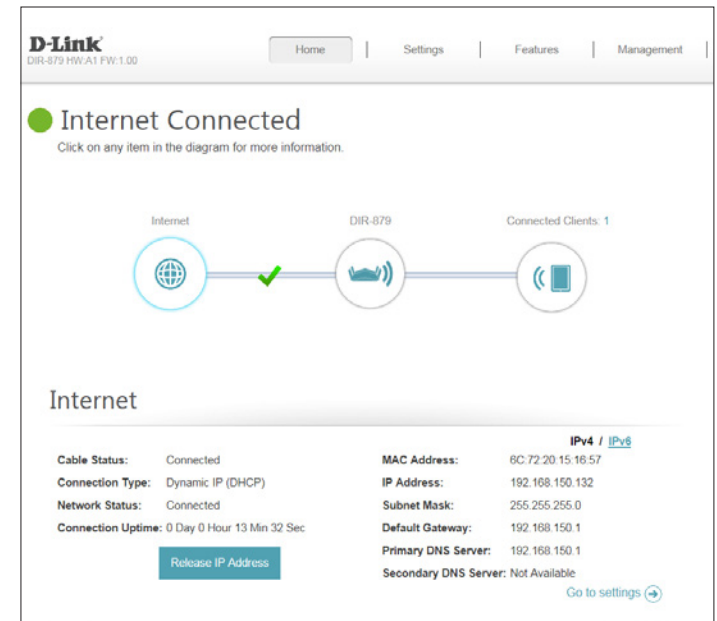 D-Link
DIR-879 HW:A1 FW:1.00
Home | Settings | Features | Management |
Internet Connected
Click on any item in the diagram for more information.
Internet
DIR-879
Connected Clients: 1
Internet
IPv4 / IPv6
Cable Status: Connected
Connection Type: Dynamic IP (DHCP)
Network Status: Connected
Connection Uptime: 0 Day 0 Hour 13 Min 32 Sec
Release IP Address
MAC Address: 6C:72:20:15:16:57
IP Address: 192.168.150.132
Subnet Mask: 255.255.255.0
Default Gateway: 192.168.150.1
Primary DNS Server: 192.168.150.1
Secondary DNS Server: Not Available
Go to settings